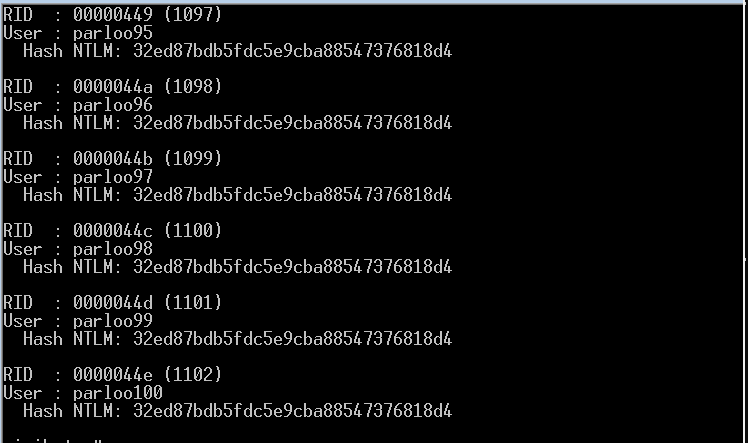 RID  : 00000449 (1097)
User : parloo95
  Hash NTLM: 32ed87bdb5fdc5e9cba88547376818d4
RID  : 0000044a (1098)
User : parloo96
  Hash NTLM: 32ed87bdb5fdc5e9cba88547376818d4
RID  : 0000044b (1099)
User : parloo97
  Hash NTLM: 32ed87bdb5fdc5e9cba88547376818d4
RID  : 0000044c (1100)
User : parloo98
  Hash NTLM: 32ed87bdb5fdc5e9cba88547376818d4
RID  : 0000044d (1101)
User : parloo99
  Hash NTLM: 32ed87bdb5fdc5e9cba88547376818d4
RID  : 0000044e (1102)
User : parloo100
  Hash NTLM: 32ed87bdb5fdc5e9cba88547376818d4